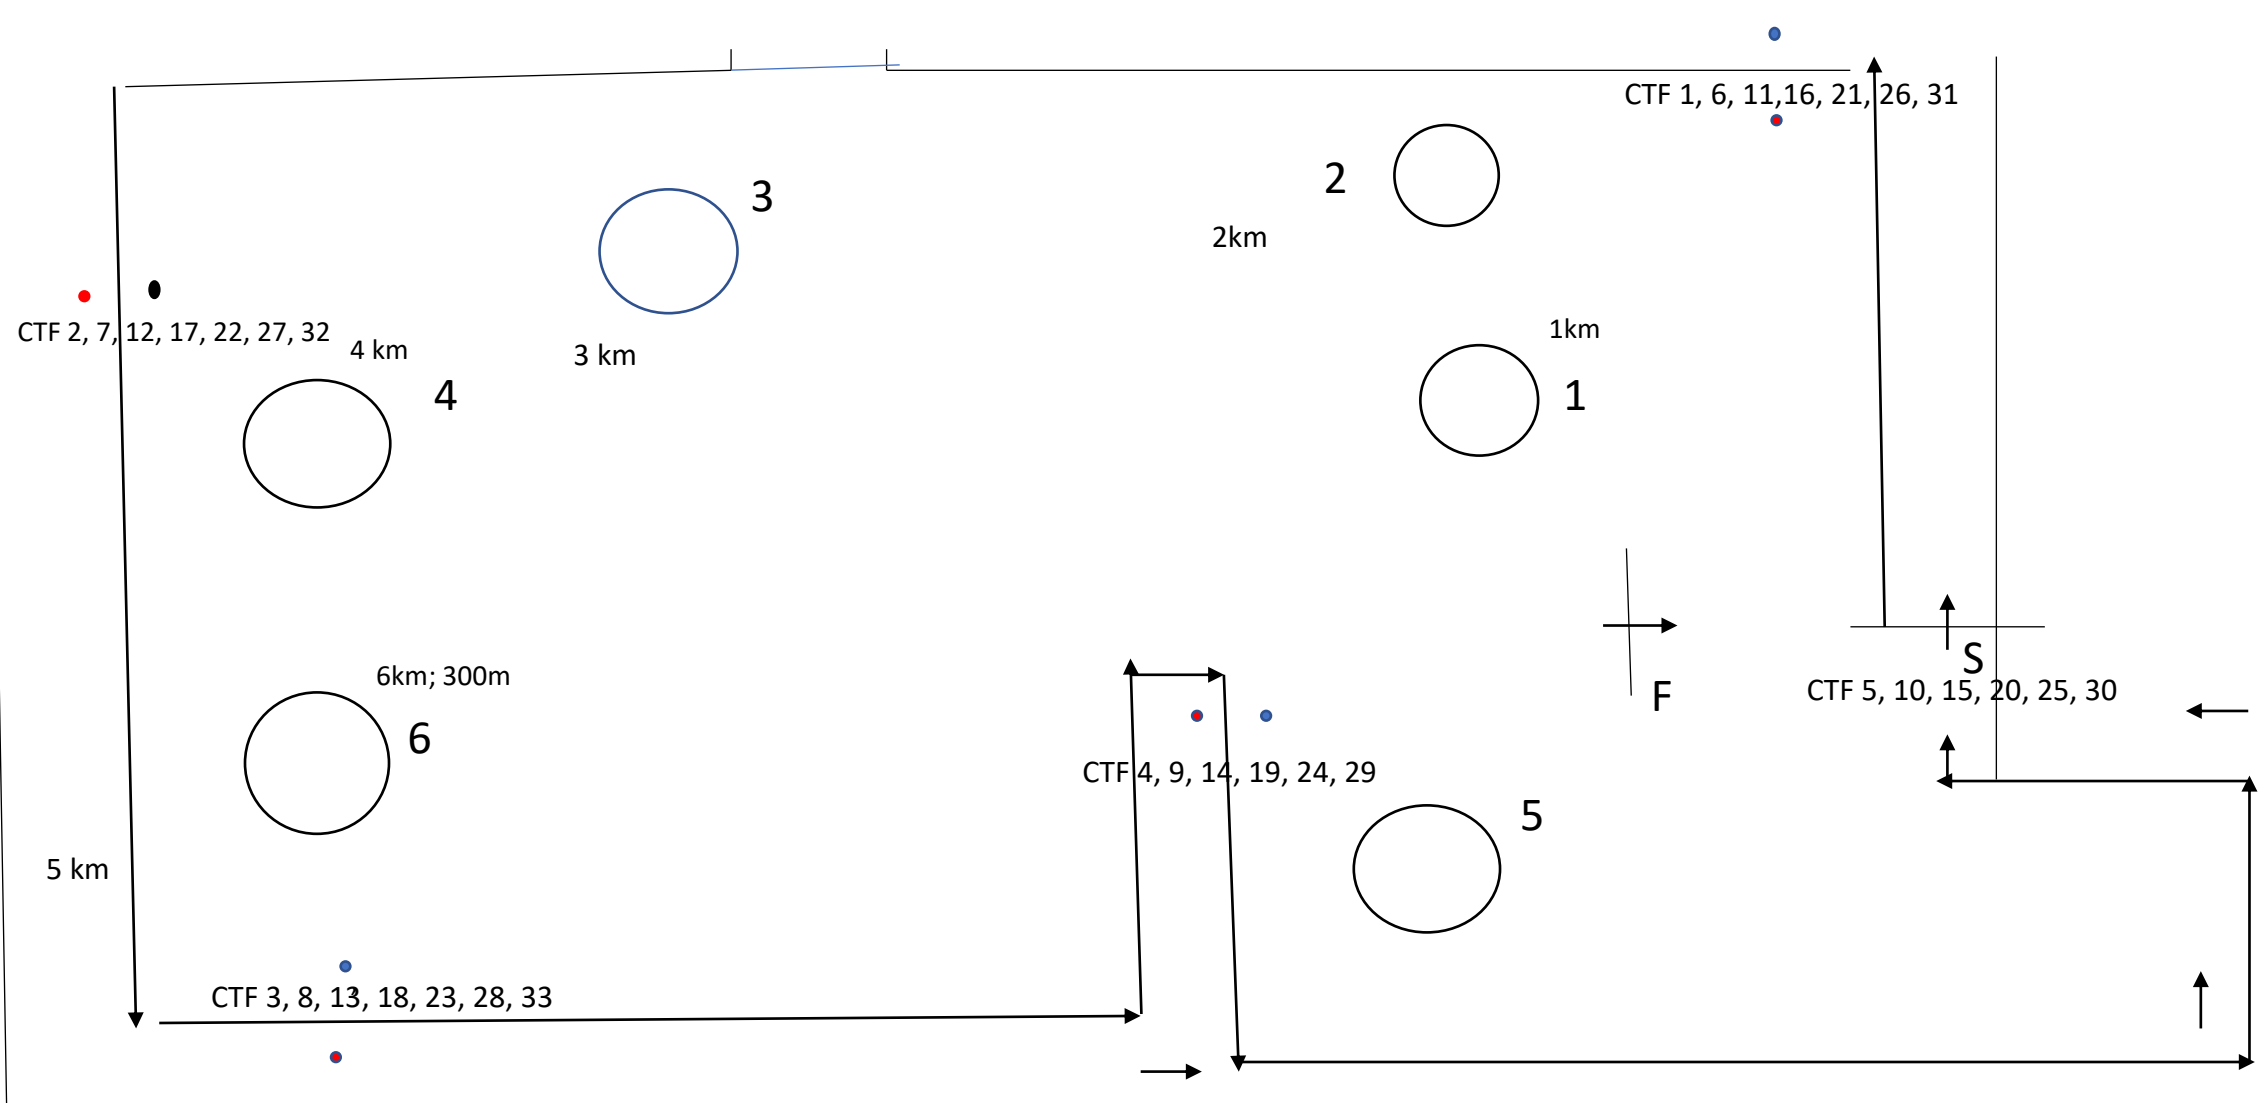 CTF 1, 6, 11,16, 21, 26, 31
2
3
2km
CTF 2, 7, 12, 17, 22, 27, 32
4 km
3 km
1km
4
1
S
6km; 300m
F
CTF 5, 10, 15, 20, 25, 30
6
CTF 4, 9, 14, 19, 24, 29
5
5 km
CTF 3, 8, 13, 18, 23, 28, 33